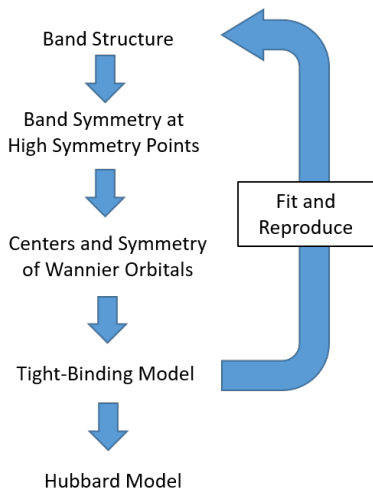 Band Structure
Band Symmetry at
High Symmetry Points
Fit and
Reproduce
Centers and Symmetry
of Wannier Orbitals
Tight-Binding Model
Hubbard Model